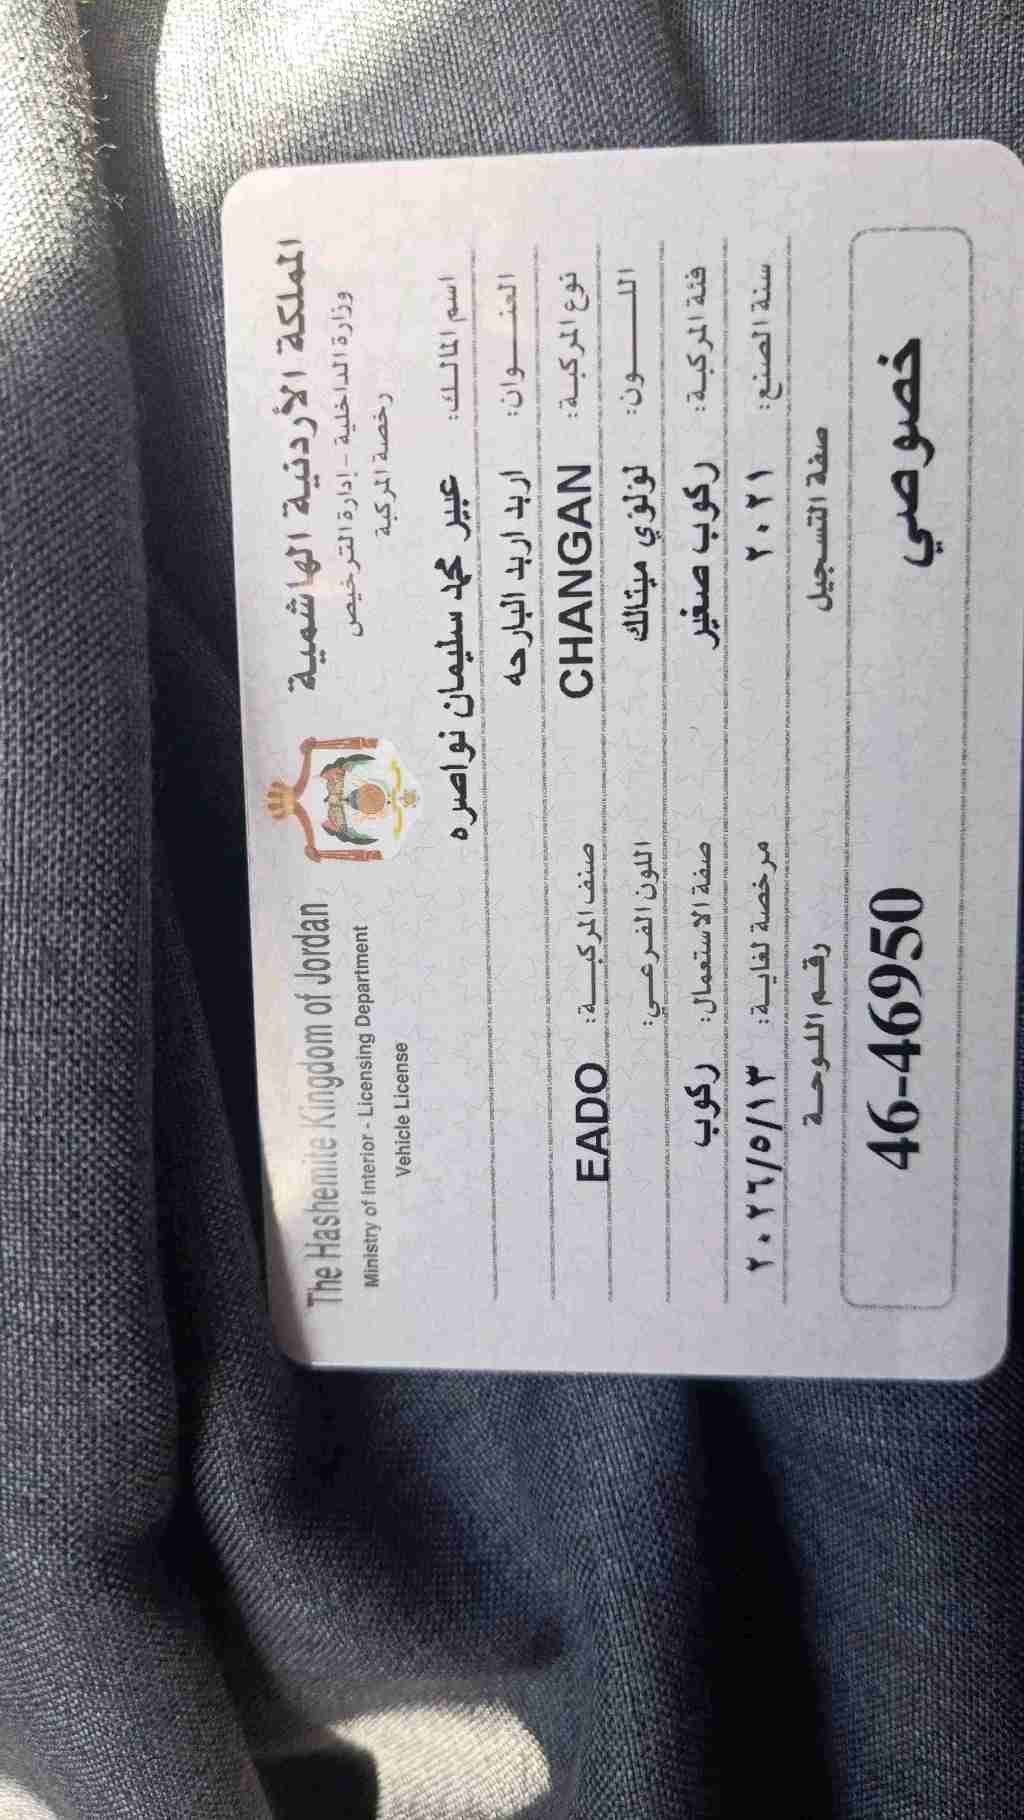 المملكة الأردنية الهاشمية
وزارة الداخلية - إدارة الترخيص
رخصة المركبة
The Hashemite Kingdom of Jordan
Ministry of Interior - Licensing Department
Vehicle License
اسم المالك: عبير محمد سليمان نواصره
العنوان: اربد اربد البارحه
نوع المركبة: CHANGAN صنف المركبة: EADO
اللون: لؤلؤي ميتالك اللون الفرعي:
فئة المركبة: ركوب صغير صفة الاستعمال: ركوب
سنة الصنع: ٢٠٢١ مرخصة لغاية: ٢٠٢٦/٥/١٣
صفة التسجيل رقم اللوحة
خصوصي 46-46950